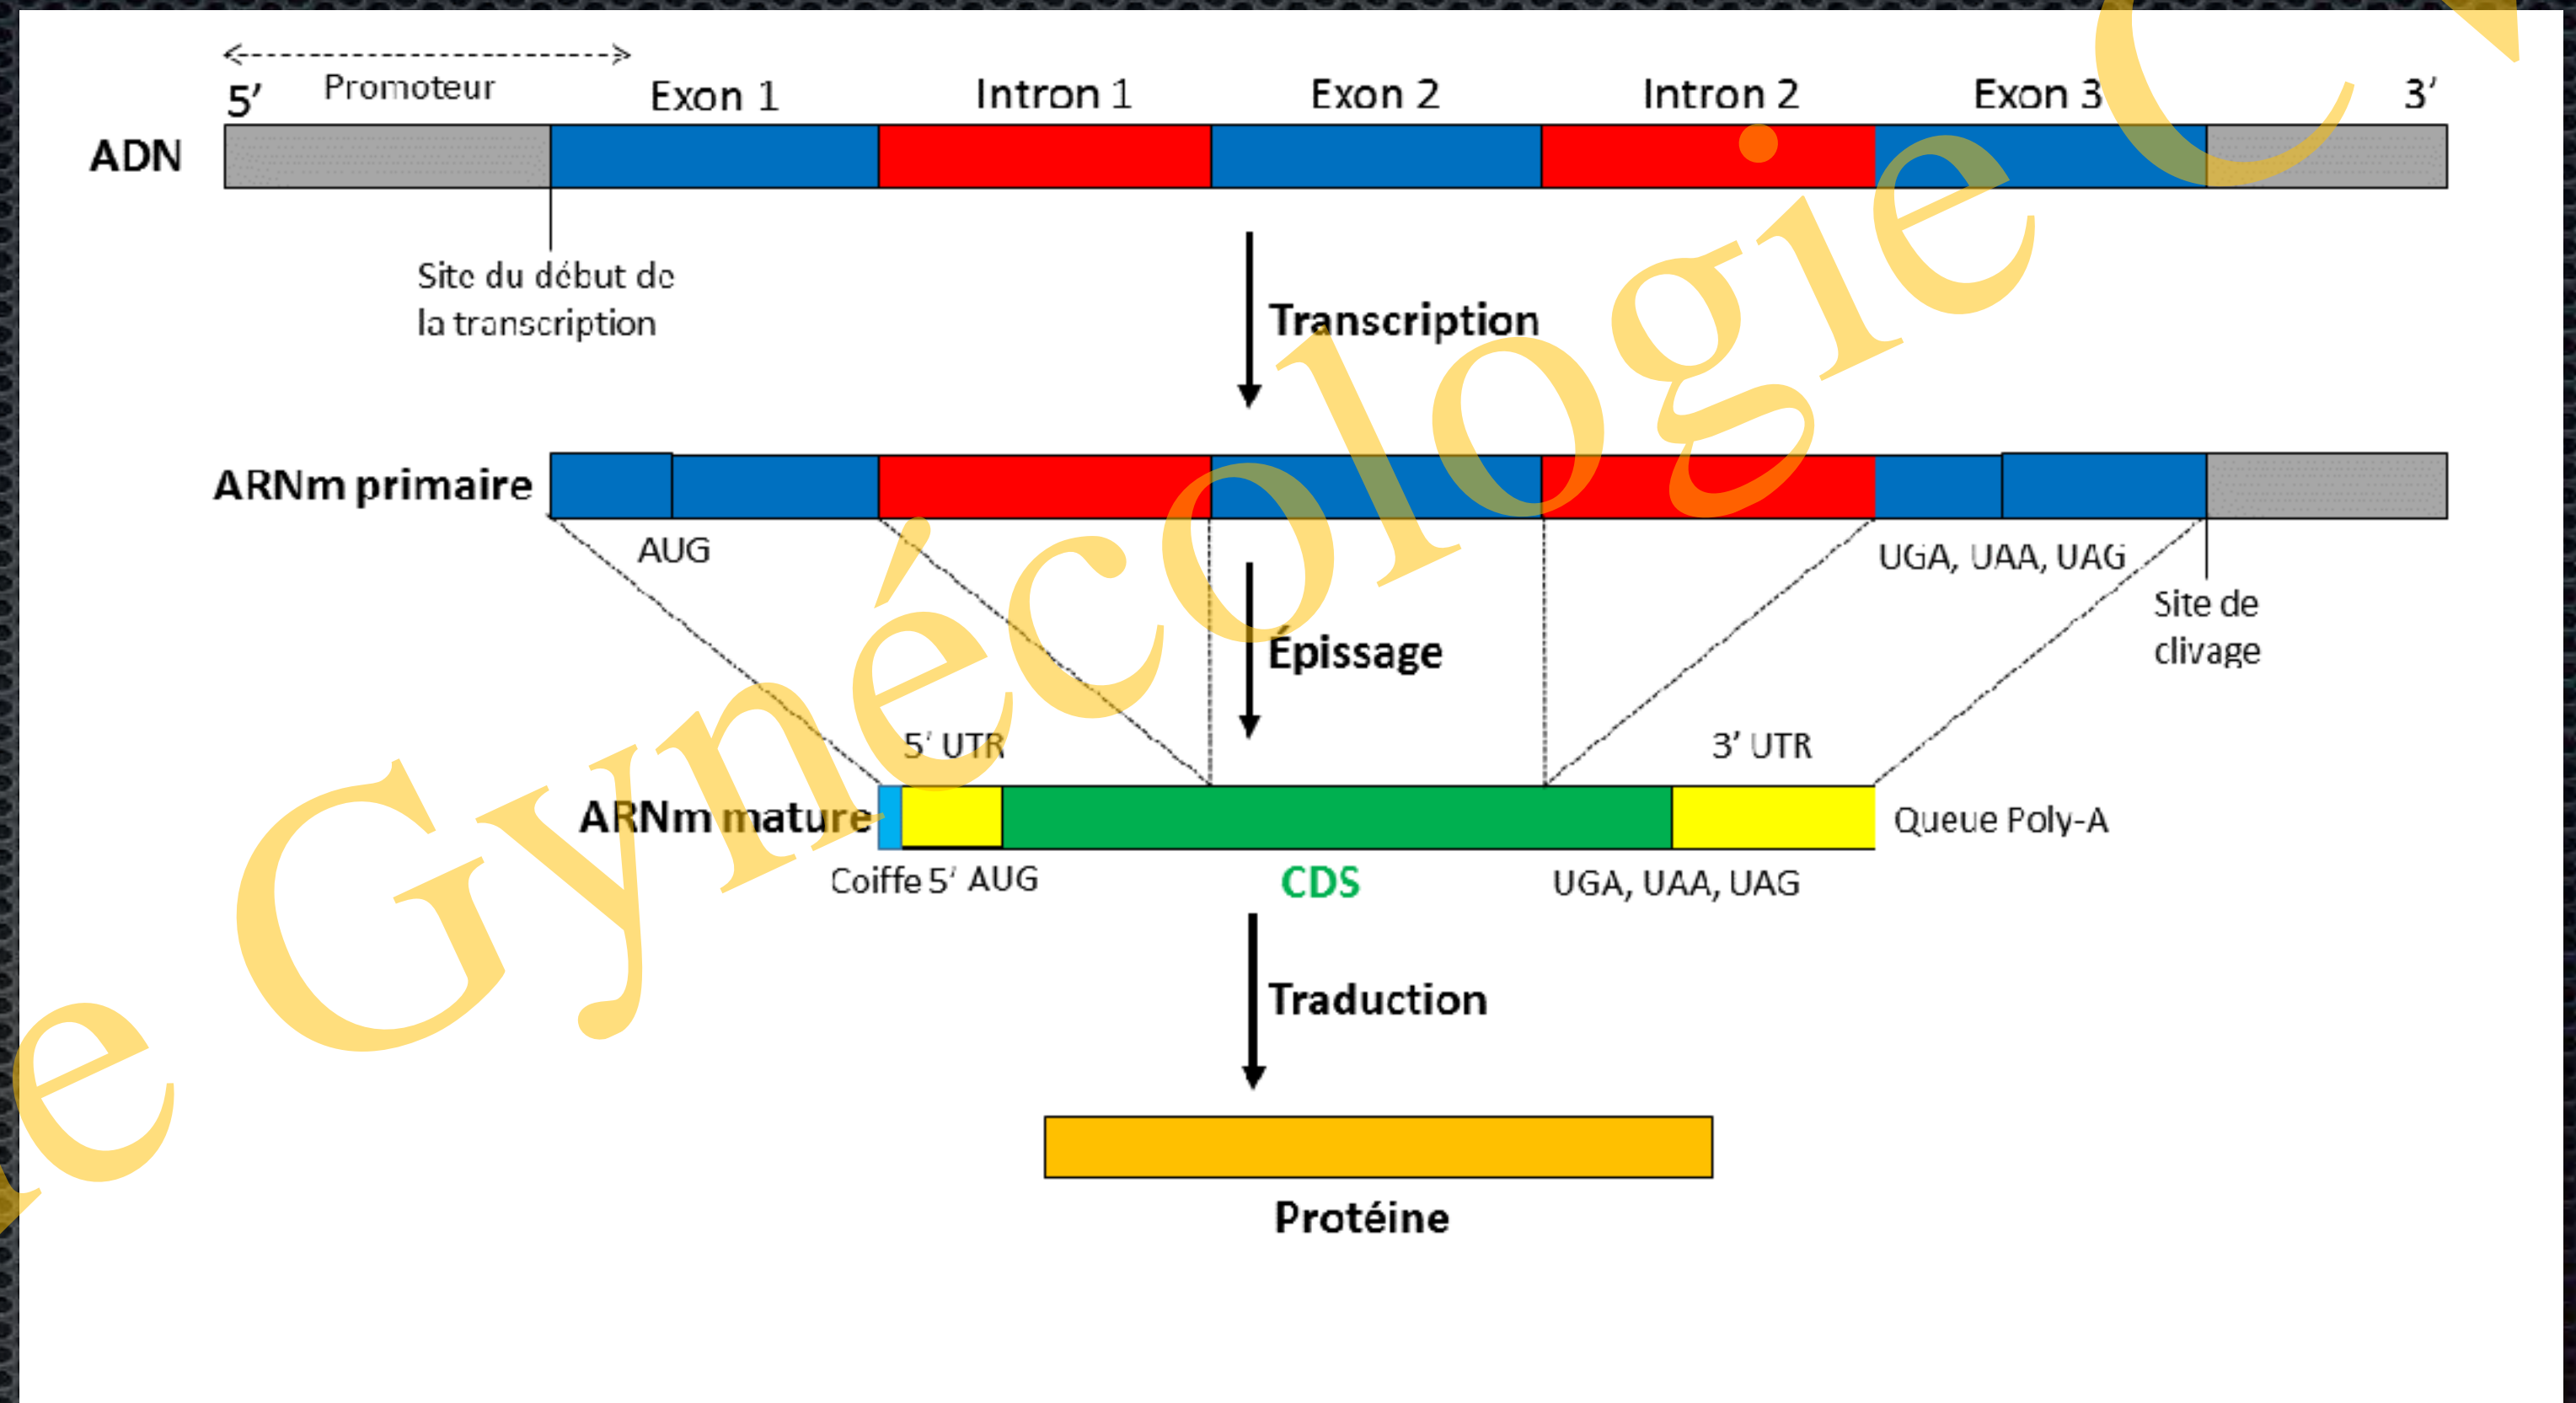 Promoteur
5’ Exon 1 Intron 1 Exon 2 Intron 2 Exon 3 3’
ADN
Site du début de
la transcription
Transcription
ARNm primaire
AUG
UGA, UAA, UAG
Site de
clivage
Épissage
5’ UTR
3’ UTR
ARNm mature
Queue Poly-A
Coiffe 5’ AUG
CDS
UGA, UAA, UAG
Traduction
Protéine
Gynécologie